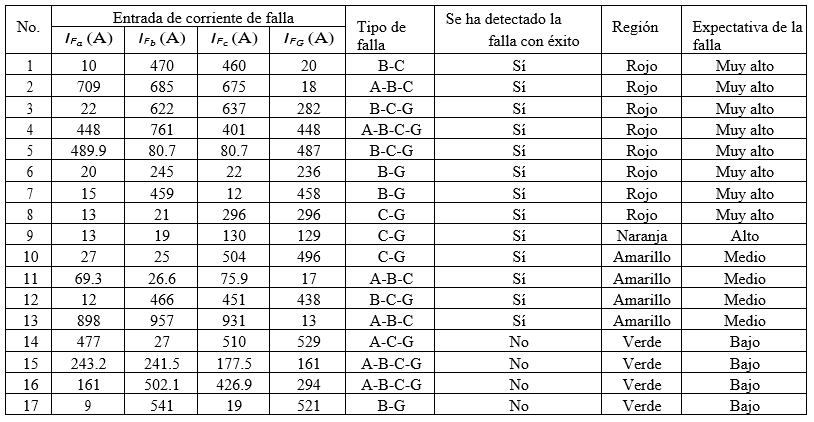 No. Entrada de corriente de falla Tipo de falla Se ha detectado la falla con éxito Región Expectativa de la falla
I_Fa (A) I_Fb (A) I_Fc (A) I_FG (A)
1 10 470 460 20 B-C Sí Rojo Muy alto
2 709 685 675 18 A-B-C Sí Rojo Muy alto
3 22 622 637 282 B-C-G Sí Rojo Muy alto
4 448 761 401 448 A-B-C-G Sí Rojo Muy alto
5 489.9 80.7 80.7 487 B-C-G Sí Rojo Muy alto
6 20 245 22 236 B-G Sí Rojo Muy alto
7 15 459 12 458 B-G Sí Rojo Muy alto
8 13 21 296 296 C-G Sí Rojo Muy alto
9 13 19 130 129 C-G Sí Naranja Alto
10 27 25 504 496 C-G Sí Amarillo Medio
11 69.3 26.6 75.9 17 A-B-C Sí Amarillo Medio
12 12 466 451 438 B-C-G Sí Amarillo Medio
13 898 957 931 13 A-B-C Sí Amarillo Medio
14 477 27 510 529 A-C-G No Verde Bajo
15 243.2 241.5 177.5 161 A-B-C-G No Verde Bajo
16 161 502.1 426.9 294 A-B-C-G No Verde Bajo
17 9 541 19 521 B-G No Verde Bajo